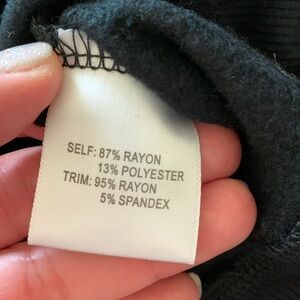 SELF: 87% RAYON
13% POLYESTER
TRIM: 95% RAYON
5% SPANDEX